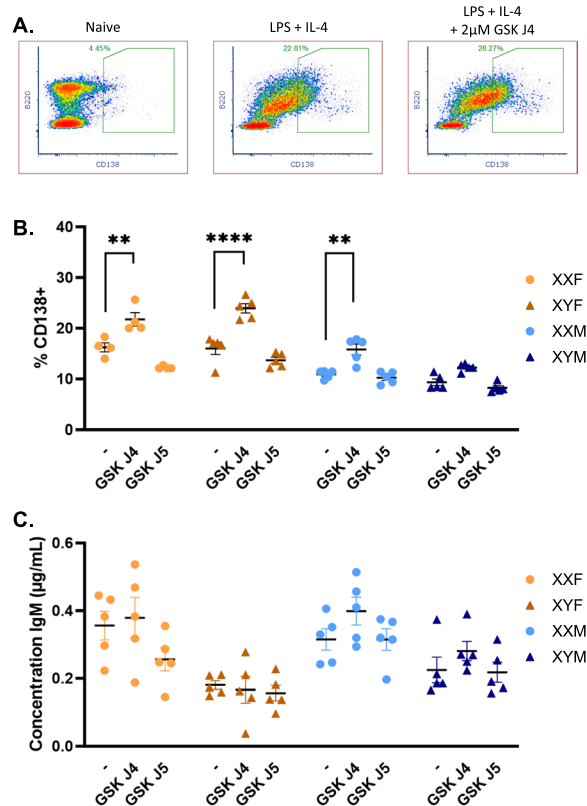 A.
Naive
LPS + IL-4
LPS + IL-4
+ 2µM GSK J4
4.45%
22.81%
28.27%
B220
B220
B220
CD138
CD138
CD138
B.
% CD138+
40
30
20
10
0
**
****
**
- GSK J4 GSK J5
- GSK J4 GSK J5
- GSK J4 GSK J5
- GSK J4 GSK J5
XXF
XYF
XXM
XYM
C.
Concentration IgM (µg/mL)
0.6
0.4
0.2
0.0
- GSK J4 GSK J5
- GSK J4 GSK J5
- GSK J4 GSK J5
- GSK J4 GSK J5
XXF
XYF
XXM
XYM